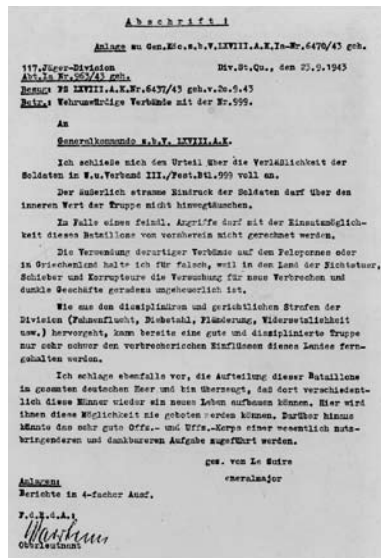 Abschrift!
Anlage zu Gen.Kdo.z.b.V.LXVIII.A.K.Ia-Nr.6470/43 geh.
117.Jäger-Division Div.St.Qu., den 23.9.1943
Abt.Ia Nr.963/43 geh.
Bezug: FS LXVIII.A.K.Nr.6437/43 geh.v.20.9.43
Betr.: Wehrunwürdige Verbände mit der Nr.999.
An
Generalkommando z.b.V. LXVIII.A.K.
Ich schließe mich dem Urteil über die Verläßlichkeit der
Soldaten in W.u.Verband III./Fest.Btl.999 voll an.
Der äußerlich stramme Eindruck der Soldaten darf über den
inneren Wert der Truppe nicht hinwegtäuschen.
Im Falle eines feindl. Angriffs darf mit der Einsatzmöglich-
keit dieses Bataillons von vornherein nicht gerechnet werden.
Die Verwendung derartiger Verbände auf dem Peloponnes oder
in Griechenland halte ich für falsch, weil in dem Land der Nichtstuer,
Schieber und Korrupteure die Versuchung für neue Verbrechen und
dunkle Geschäfte geradezu ungeheuerlich ist.
Wie aus den disziplinären und gerichtlichen Strafen der
Division (Fahnenflucht, Diebstahl, Plünderung, Widersetzlichkeit
usw.) hervorgeht, kann bereits eine gute und disziplinierte Truppe
nur sehr schwer den verbrecherischen Einflüssen dieses Landes fern-
gehalten werden.
Ich schlage ebenfalls vor, die Aufteilung dieser Bataillone
im gesamten deutschen Heer und bin überzeugt, daß dort verschiedent-
lich diese Männer wieder ein neues Leben aufbauen können. Hier wird
ihnen diese Möglichkeit nie geboten werden können. Darüber hinaus
könnte das sehr gute Offz.- und Uffz.-Korps einer wesentlich nutz-
bringenderen und dankbareren Aufgabe zugeführt werden.
gez. von Le Suire
eneralmajor
Anlagen:
Berichte in 4-facher Ausf.
F.d.R.d.A.:
Oberleutnant